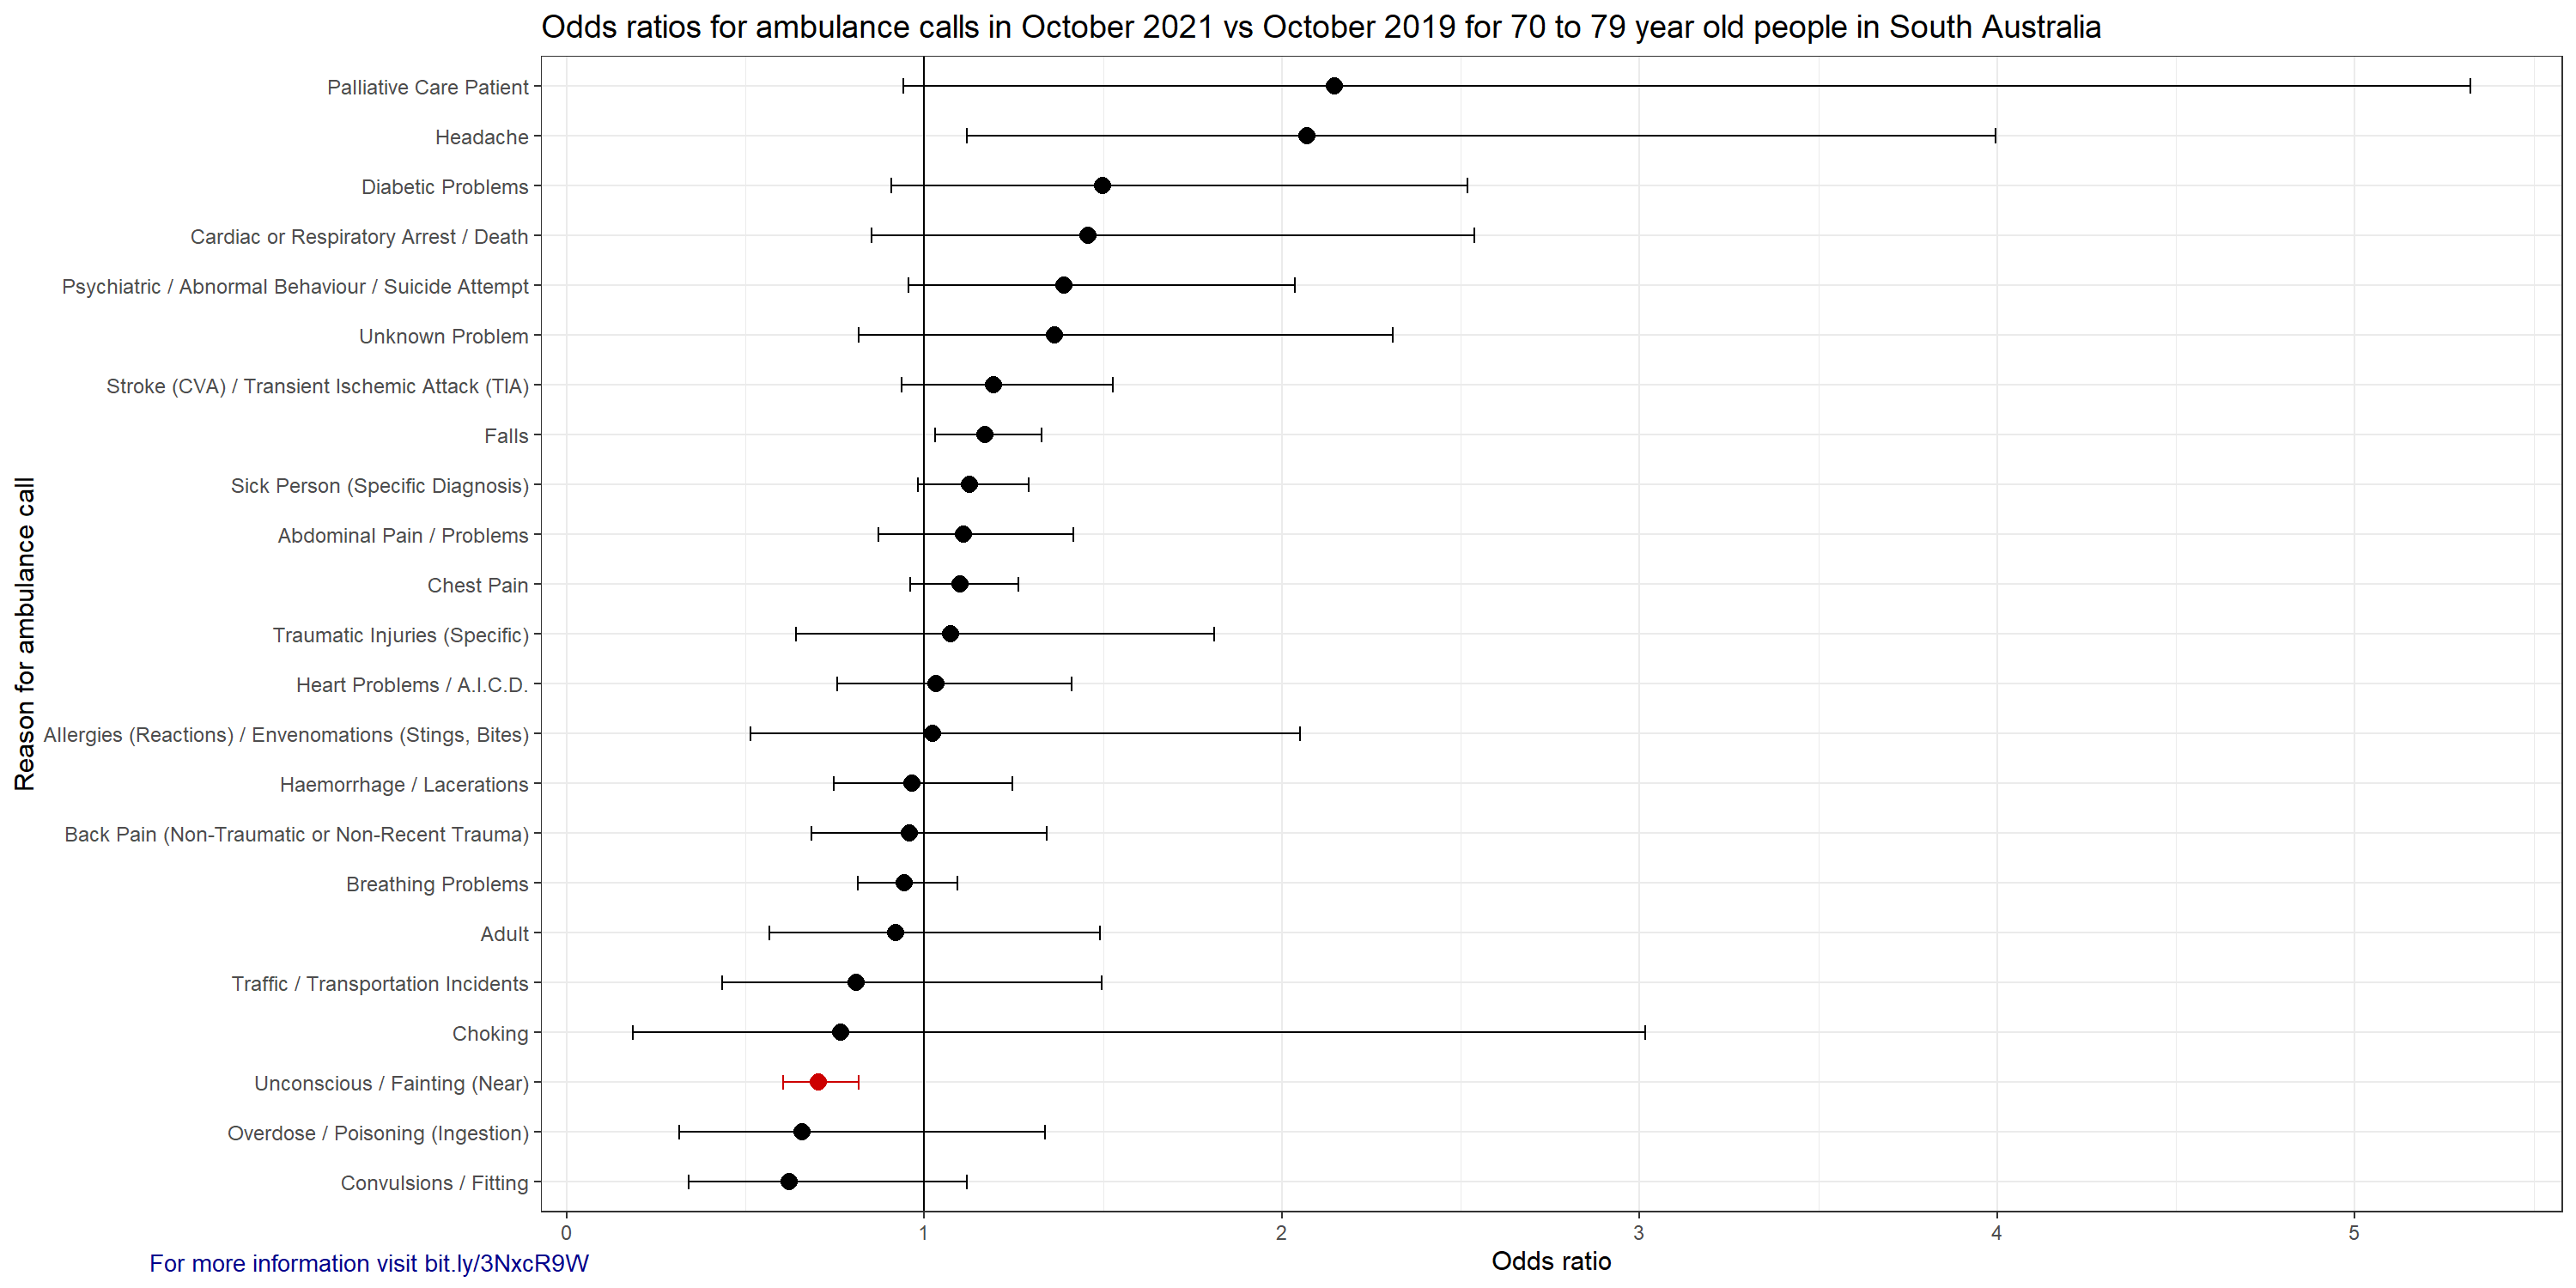 Odds ratios for ambulance calls in October 2021 vs October 2019 for 70 to 79 year old people in South Australia
Reason for ambulance call
Palliative Care Patient
Headache
Diabetic Problems
Cardiac or Respiratory Arrest / Death
Psychiatric / Abnormal Behaviour / Suicide Attempt
Unknown Problem
Stroke (CVA) / Transient Ischemic Attack (TIA)
Falls
Sick Person (Specific Diagnosis)
Abdominal Pain / Problems
Chest Pain
Traumatic Injuries (Specific)
Heart Problems / A.I.C.D.
Allergies (Reactions) / Envenomations (Stings, Bites)
Haemorrhage / Lacerations
Back Pain (Non-Traumatic or Non-Recent Trauma)
Breathing Problems
Adult
Traffic / Transportation Incidents
Choking
Unconscious / Fainting (Near)
Overdose / Poisoning (Ingestion)
Convulsions / Fitting
0 1 2 3 4 5
Odds ratio
For more information visit bit.ly/3NxcR9W